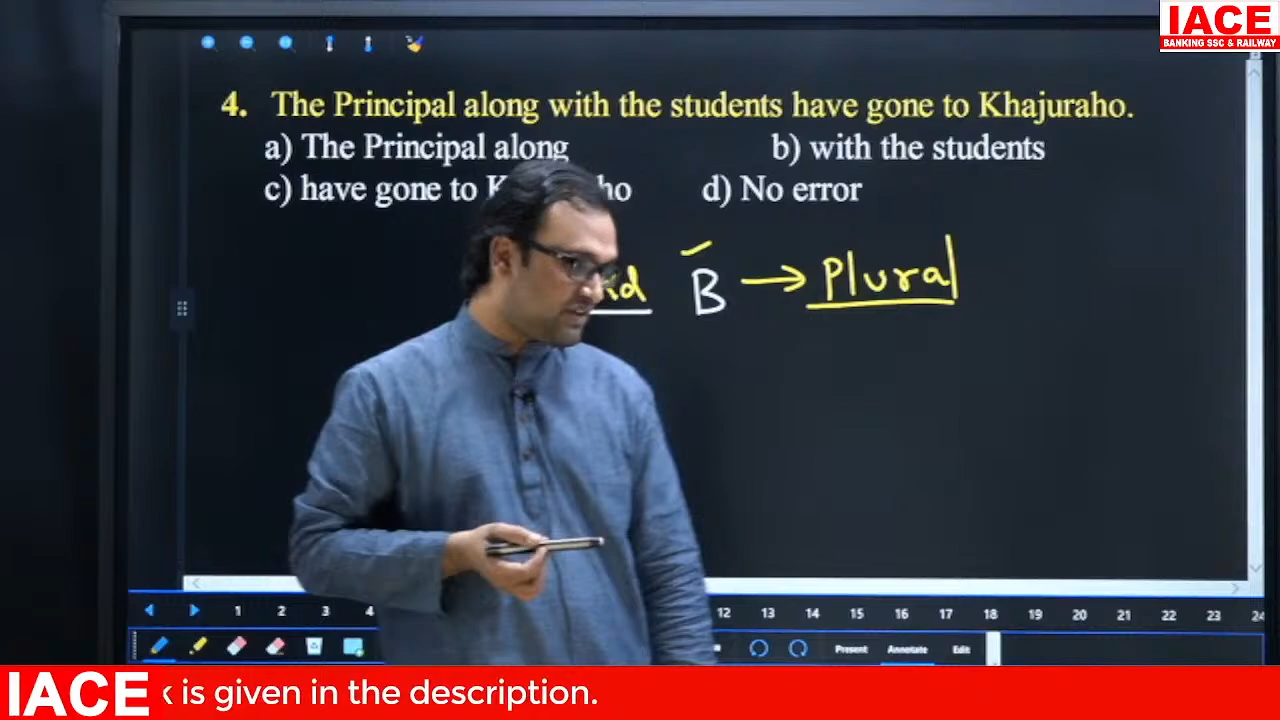 IACE
BANKING SSC & RAILWAY
4. The Principal along with the students have gone to Khajuraho.
a) The Principal along b) with the students
c) have gone to K ho d) No error
B → Plural
1 2 3 4 12 13 14 15 16 17 18 19 20 21 22 23 24
Present Annotate Edit
IACE is given in the description.